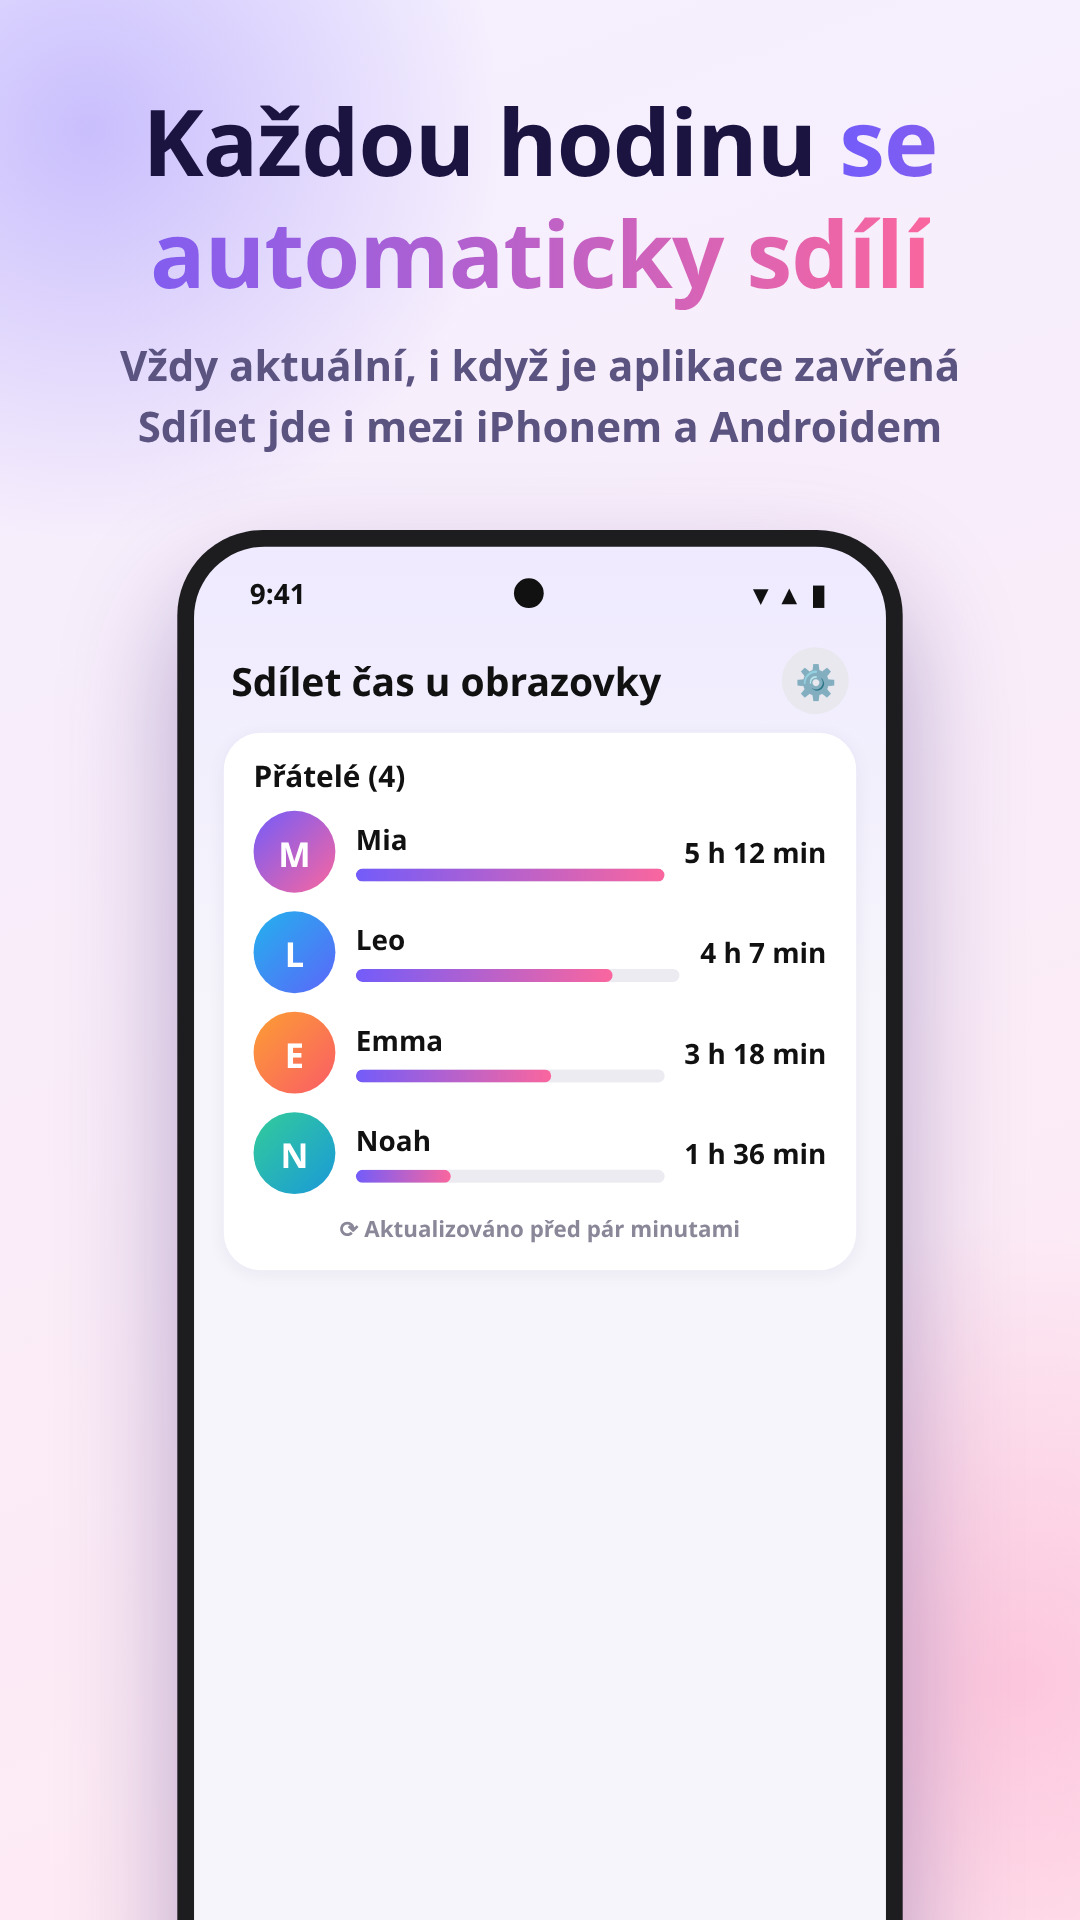 Každou hodinu se
automaticky sdílí
Vždy aktuální, i když je aplikace zavřená
Sdílet jde i mezi iPhonem a Androidem
9:41
Sdílet čas u obrazovky
Přátelé (4)
M
Mia
5 h 12 min
L
Leo
4 h 7 min
E
Emma
3 h 18 min
N
Noah
1 h 36 min
⟳ Aktualizováno před pár minutami